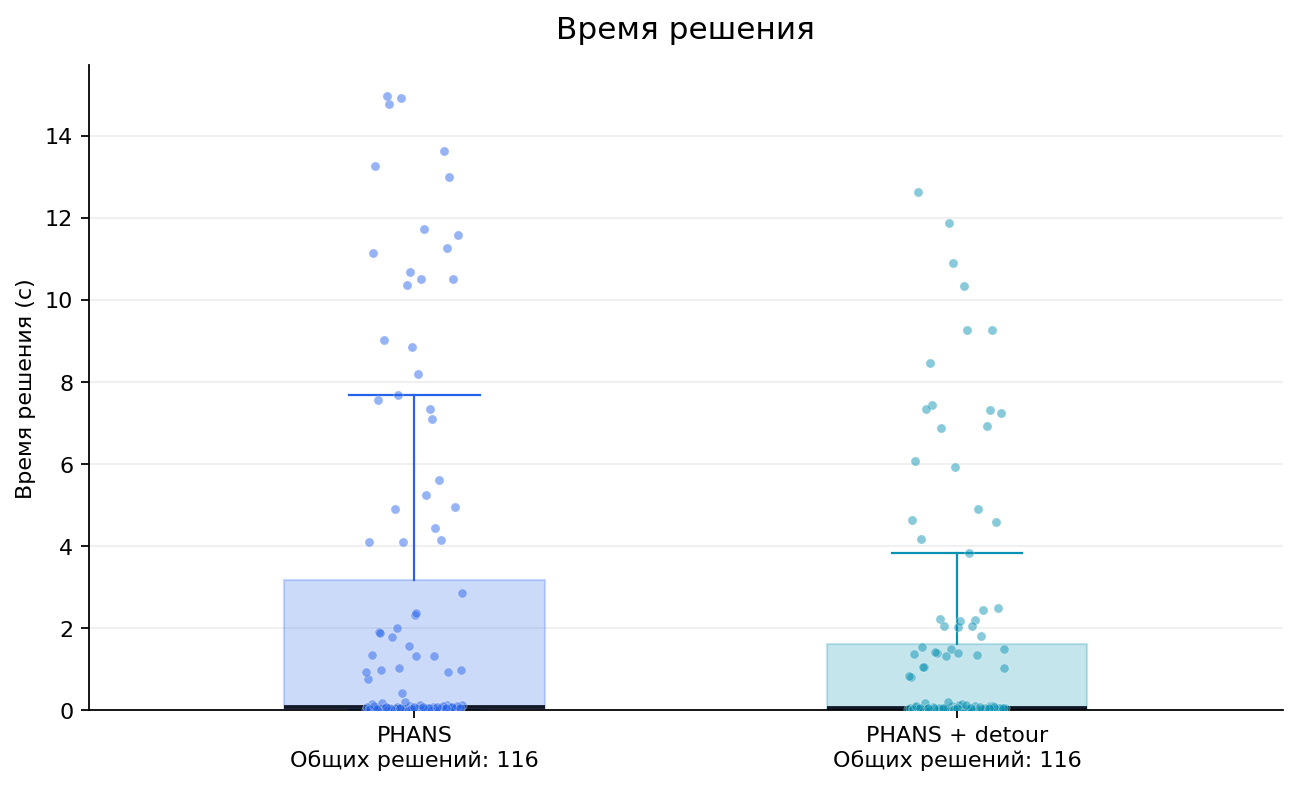 Время решения
Время решения (с)
14
12
10
8
6
4
2
0
PHANS
Общих решений: 116
PHANS + detour
Общих решений: 116